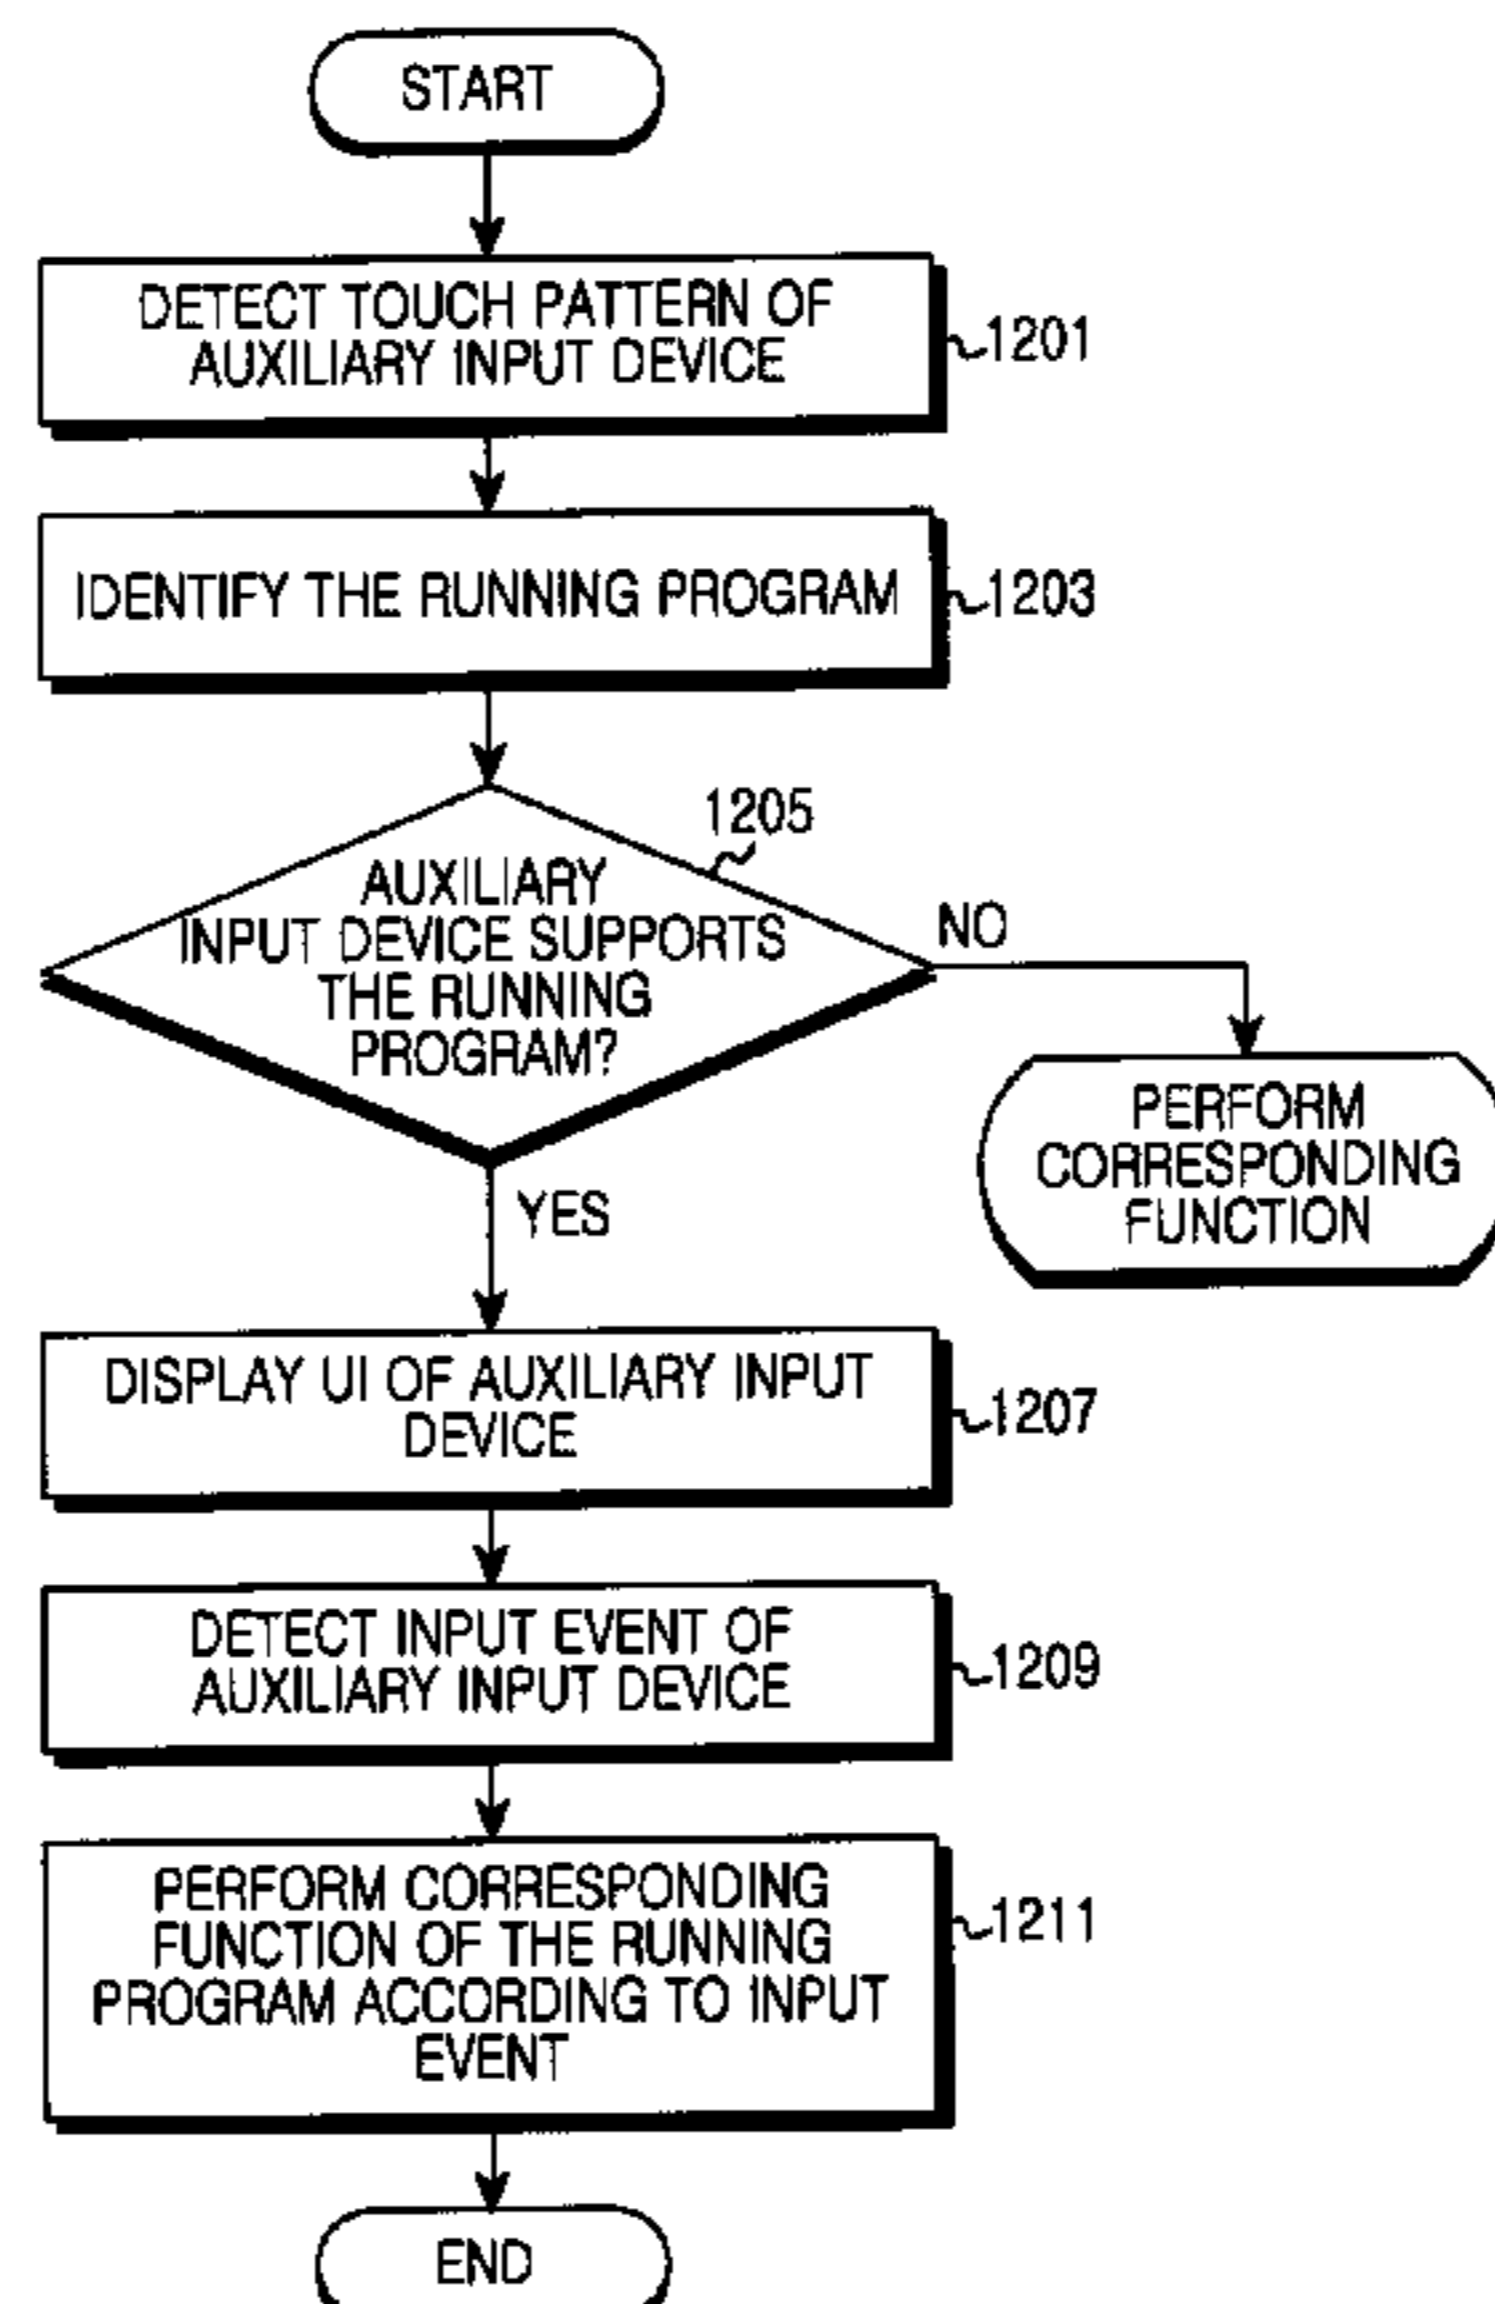 START
DETECT TOUCH PATTERN OF
AUXILIARY INPUT DEVICE
1201
IDENTIFY THE RUNNING PROGRAM
1203
1205
AUXILIARY
INPUT DEVICE SUPPORTS
THE RUNNING
PROGRAM?
NO
PERFORM
CORRESPONDING
FUNCTION
YES
DISPLAY UI OF AUXILIARY INPUT
DEVICE
1207
DETECT INPUT EVENT OF
AUXILIARY INPUT DEVICE
1209
PERFORM CORRESPONDING
FUNCTION OF THE RUNNING
PROGRAM ACCORDING TO INPUT
EVENT
1211
END